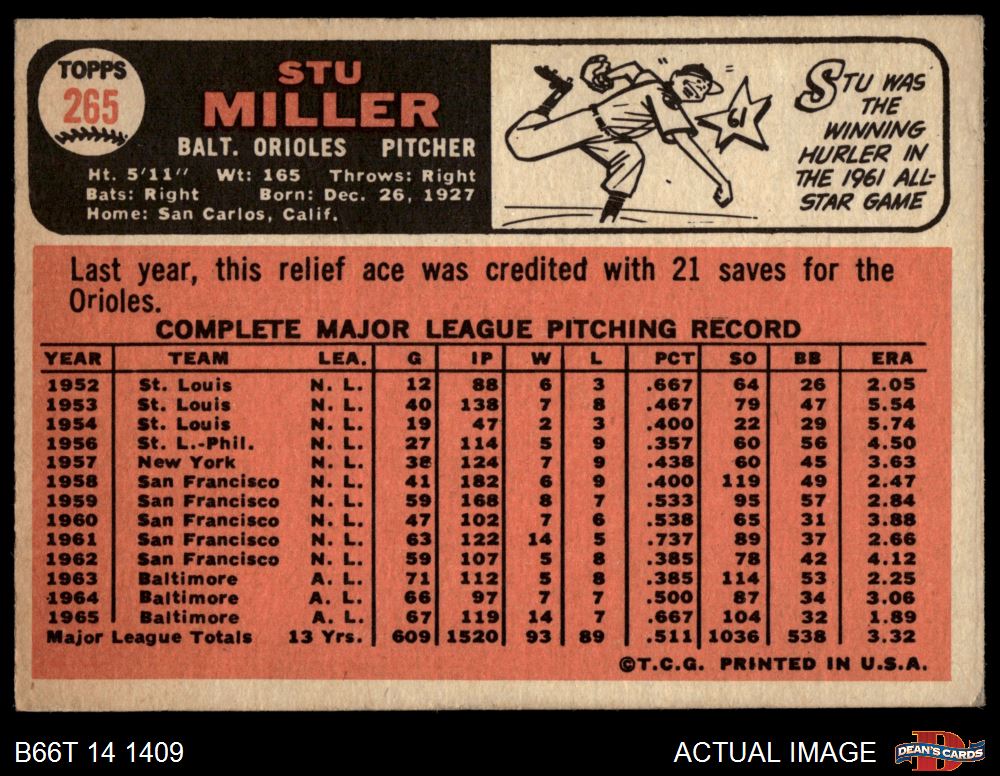 TOPPS
265
STU
MILLER
BALT. ORIOLES PITCHER
Ht. 5'11" Wt: 165 Throws: Right
Bats: Right Born: Dec. 26, 1927
Home: San Carlos, Calif.
61
STU WAS
THE
WINNING
HURLER IN
THE 1961 ALL-
STAR GAME
Last year, this relief ace was credited with 21 saves for the
Orioles.
COMPLETE MAJOR LEAGUE PITCHING RECORD
YEAR TEAM LEA. G IP W L PCT SO BB ERA
1952 St. Louis N. L. 12 88 6 3 .667 64 26 2.05
1953 St. Louis N. L. 40 138 7 8 .467 79 47 5.54
1954 St. Louis N. L. 19 47 2 3 .400 22 29 5.74
1956 St. L.-Phil. N. L. 27 114 5 9 .357 60 56 4.50
1957 New York N. L. 38 124 7 9 .438 60 45 3.63
1958 San Francisco N. L. 41 182 6 9 .400 119 49 2.47
1959 San Francisco N. L. 59 168 8 7 .533 95 57 2.84
1960 San Francisco N. L. 47 102 7 6 .538 65 31 3.88
1961 San Francisco N. L. 63 122 14 5 .737 89 37 2.66
1962 San Francisco N. L. 59 107 5 8 .385 78 42 4.12
1963 Baltimore A. L. 71 112 5 8 .385 114 53 2.25
1964 Baltimore A. L. 66 97 7 7 .500 87 34 3.06
1965 Baltimore A. L. 67 119 14 7 .667 104 32 1.89
Major League Totals 13 Yrs. 609 1520 93 89 .511 1036 538 3.32
©T.C.G. PRINTED IN U.S.A.
B66T 14 1409
ACTUAL IMAGE
D
DEAN'S CARDS